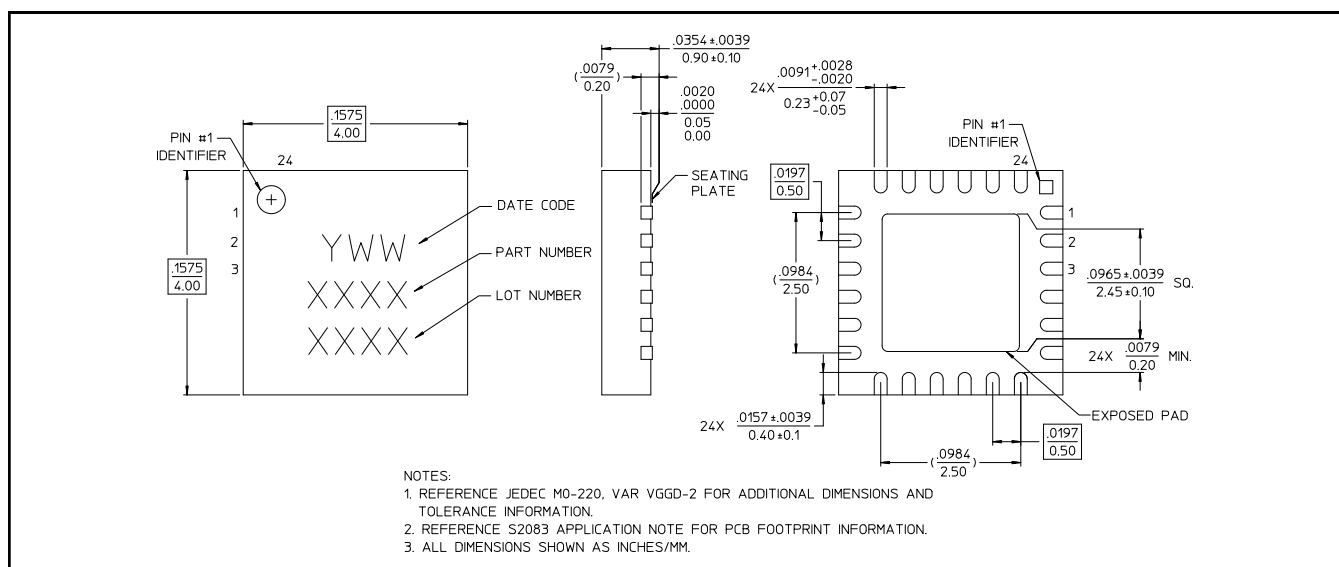 .0354±.0039
0.90±0.10
(.0079
0.20)
.0020
.0000
0.05
0.00
.1575
4.00
PIN #1
IDENTIFIER
24
1
2
3
.1575
4.00
YWW
XXXX
XXXX
DATE CODE
PART NUMBER
LOT NUMBER
SEATING
PLATE
24X .0091 +.0028
-.0020
0.23 +0.07
-0.05
PIN #1
IDENTIFIER
24
.0197
0.50
1
2
3
(.0984
2.50)
.0965±.0039
2.45±0.10 SQ.
24X .0079
0.20 MIN.
EXPOSED PAD
24X .0157±.0039
0.40±0.1
.0197
0.50
(.0984
2.50)
NOTES:
1. REFERENCE JEDEC MO-220, VAR VGGD-2 FOR ADDITIONAL DIMENSIONS AND
TOLERANCE INFORMATION.
2. REFERENCE S2083 APPLICATION NOTE FOR PCB FOOTPRINT INFORMATION.
3. ALL DIMENSIONS SHOWN AS INCHES/MM.